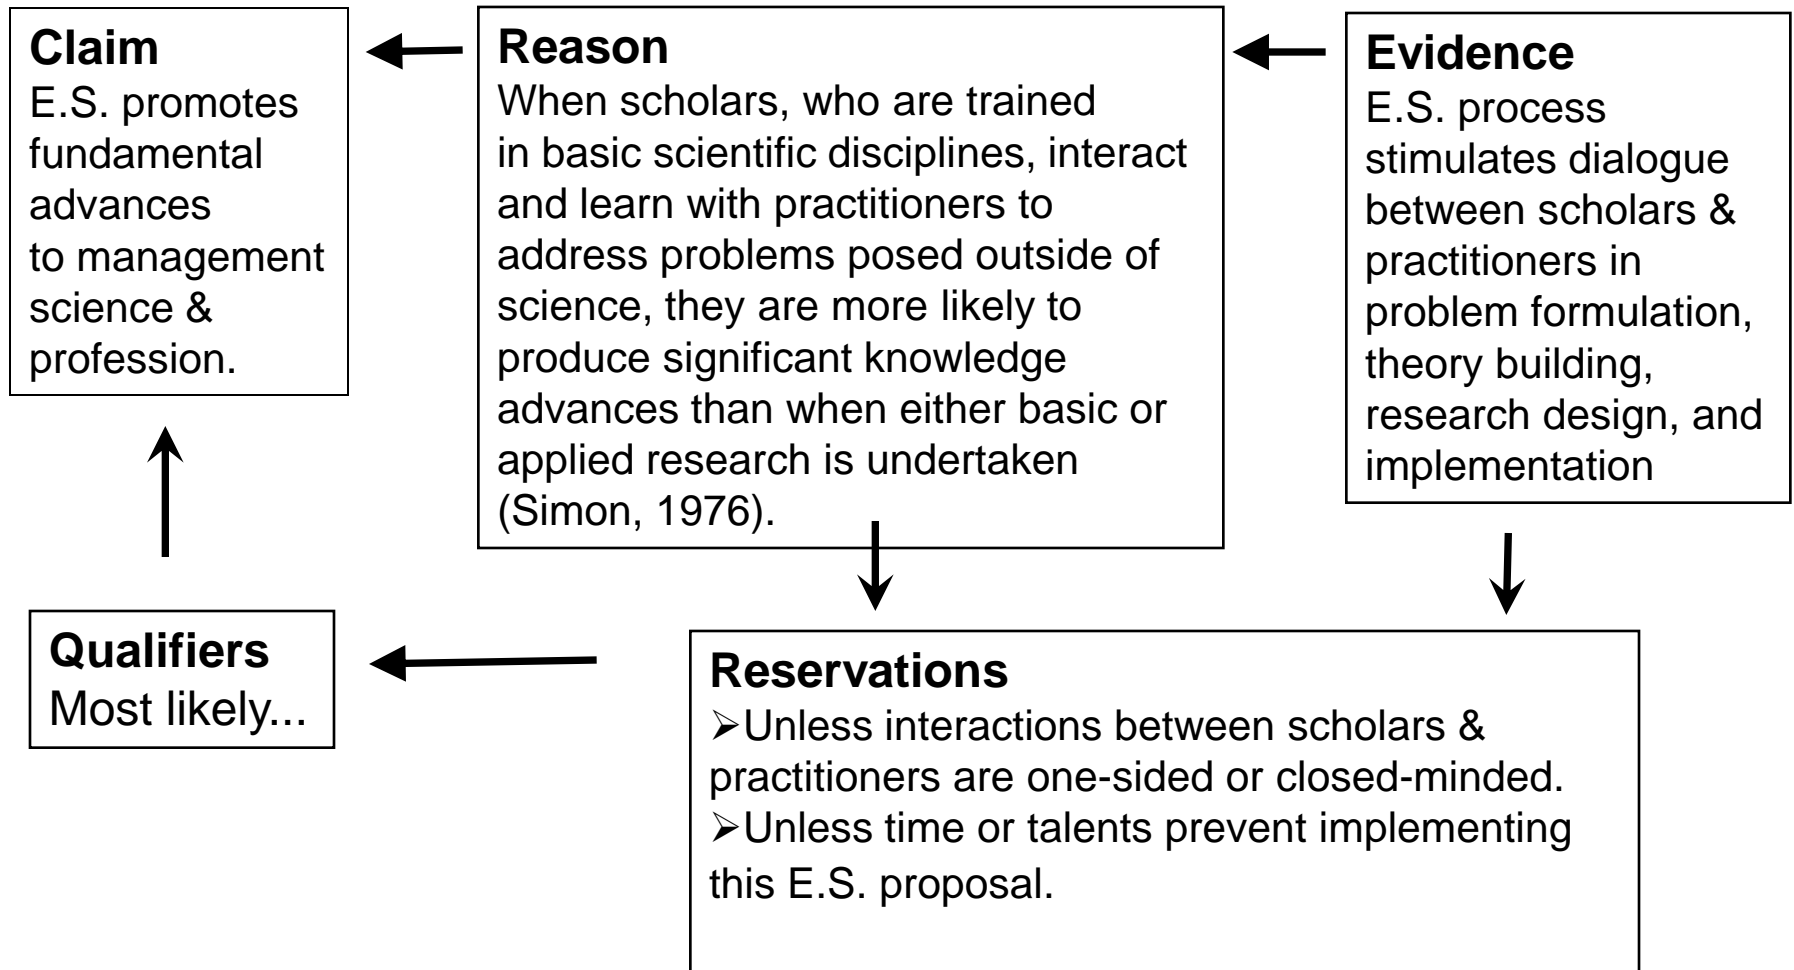 Claim
E.S. promotes
fundamental
advances
to management
science &
profession.
Reason
When scholars, who are trained
in basic scientific disciplines, interact
and learn with practitioners to
address problems posed outside of
science, they are more likely to
produce significant knowledge
advances than when either basic or
applied research is undertaken
(Simon, 1976).
Evidence
E.S. process
stimulates dialogue
between scholars &
practitioners in
problem formulation,
theory building,
research design, and
implementation
Qualifiers
Most likely...
Reservations
➢Unless interactions between scholars &
practitioners are one-sided or closed-minded.
➢Unless time or talents prevent implementing
this E.S. proposal.